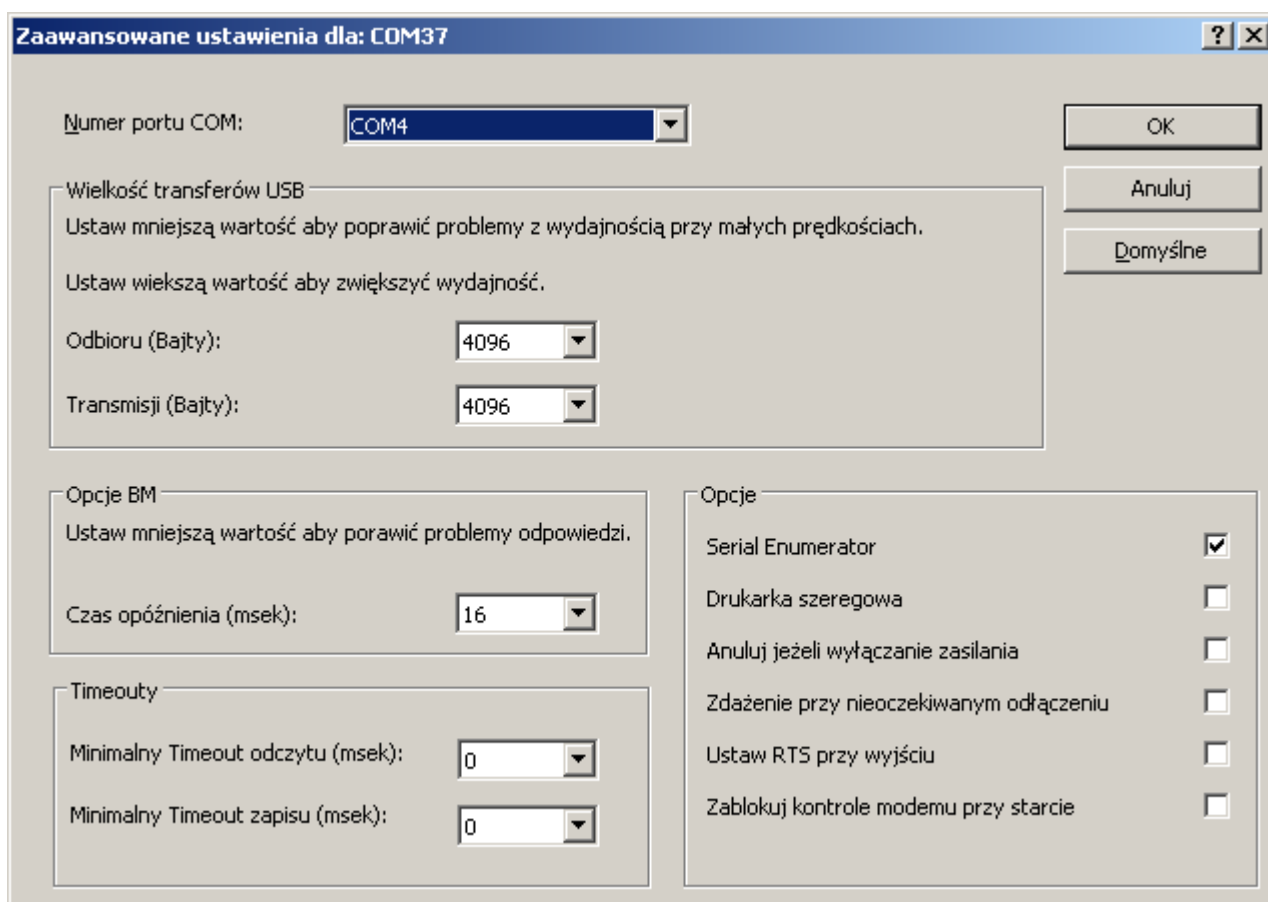 Zaawansowane ustawienia dla: COM37
Numer portu COM:
COM4
OK
Anuluj
Domyślne
Wielkość transferów USB
Ustaw mniejszą wartość aby poprawić problemy z wydajnością przy małych prędkościach.
Ustaw wiekszą wartość aby zwiększyć wydajność.
Odbioru (Bajty):
4096
Transmisji (Bajty):
4096
Opcje BM
Ustaw mniejszą wartość aby porawić problemy odpowiedzi.
Czas opóźnienia (msek):
16
Timeouty
Minimalny Timeout odczytu (msek):
0
Minimalny Timeout zapisu (msek):
0
Opcje
Serial Enumerator
Drukarka szeregowa
Anuluj jeżeli wyłączanie zasilania
Zdażenie przy nieoczekiwanym odłączeniu
Ustaw RTS przy wyjściu
Zablokuj kontrole modemu przy starcie